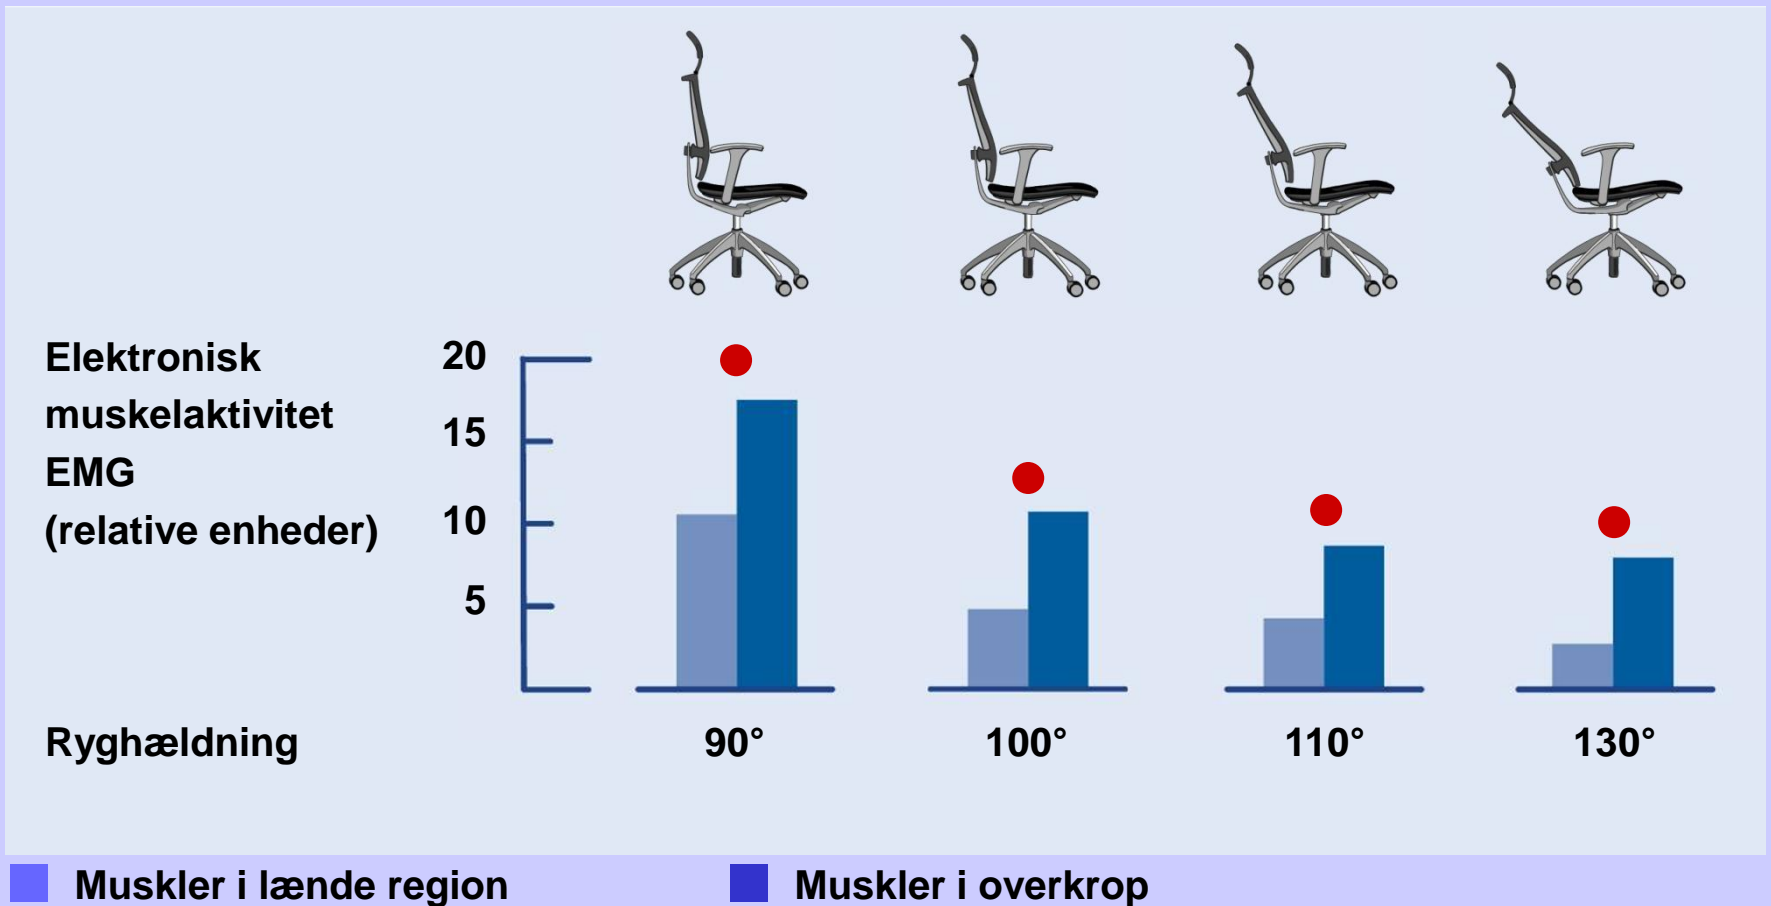 Elektronisk
muskelaktivitet
EMG
(relative enheder)
20
15
10
5
Ryghældning 90° 100° 110° 130°
Muskler i lænde region Muskler i overkrop